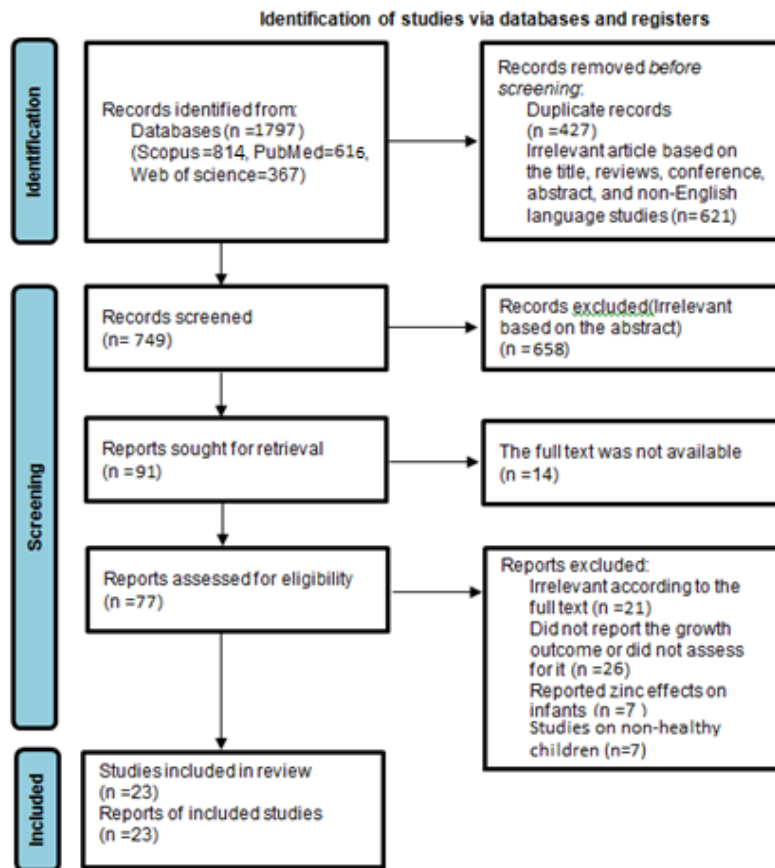 Identification of studies via databases and registers
Identification
Records identified from:
Databases (n =1797)
(Scopus =814, PubMed=616,
Web of science=367)
Records removed before
screening:
Duplicate records
(n =427)
Irrelevant article based on
the title, reviews, conference,
abstract, and non-English
language studies (n=621)
Screening
Records screened
(n= 749)
Records excluded(Irrelevant
based on the abstract)
(n =658)
Reports sought for retrieval
(n =91)
The full text was not available
(n =14)
Reports assessed for eligibility
(n =77)
Reports excluded:
Irrelevant according to the
full text (n =21)
Did not report the growth
outcome or did not assess
for it (n =26)
Reported zinc effects on
infants (n =7 )
Studies on non-healthy
children (n=7)
Included
Studies included in review
(n =23)
Reports of included studies
(n =23)